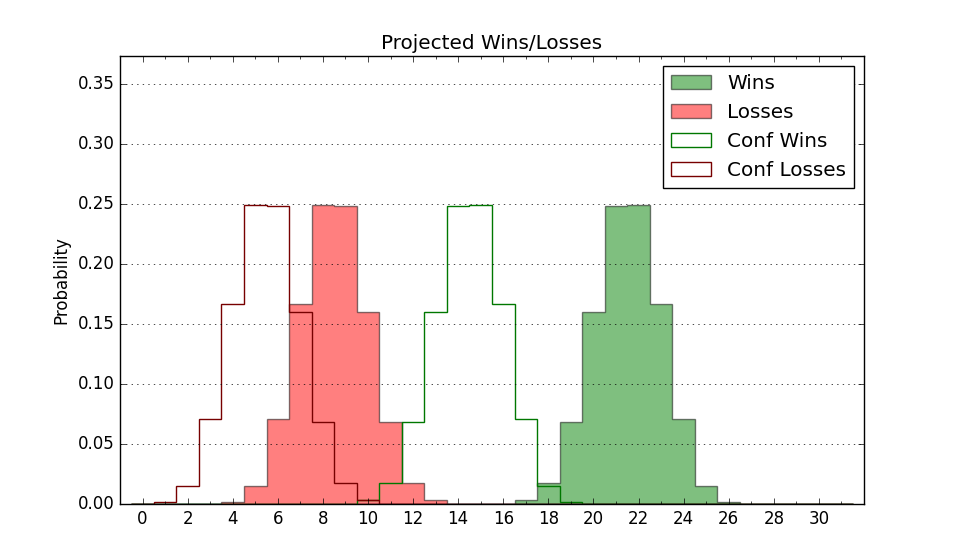 Projected Wins/Losses
Probability
0.35
0.30
0.25
0.20
0.15
0.10
0.05
0.00
0 2 4 6 8 10 12 14 16 18 20 22 24 26 28 30
Wins
Losses
Conf Wins
Conf Losses